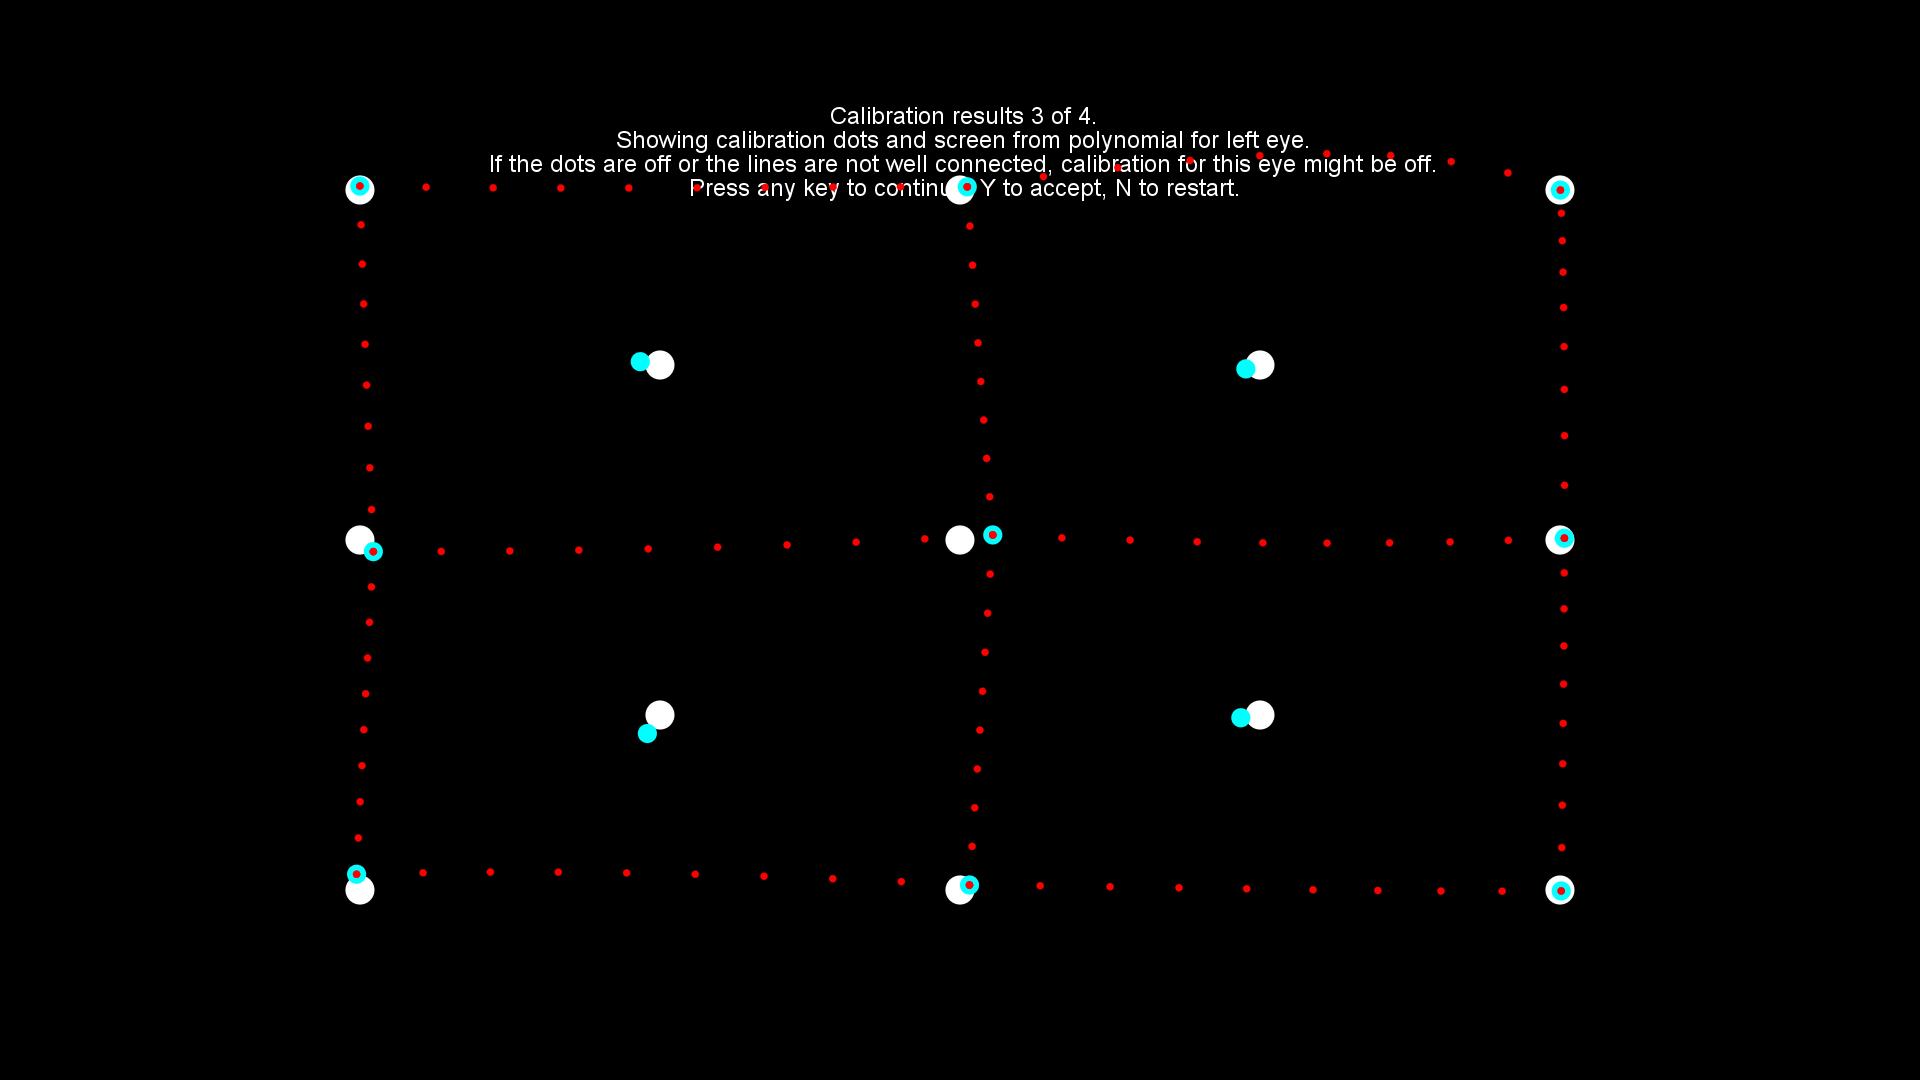 Calibration results 3 of 4.
Showing calibration dots and screen from polynomial for left eye.
If the dots are off or the lines are not well connected, calibration for this eye might be off.
Press any key to continue, Y to accept, N to restart.